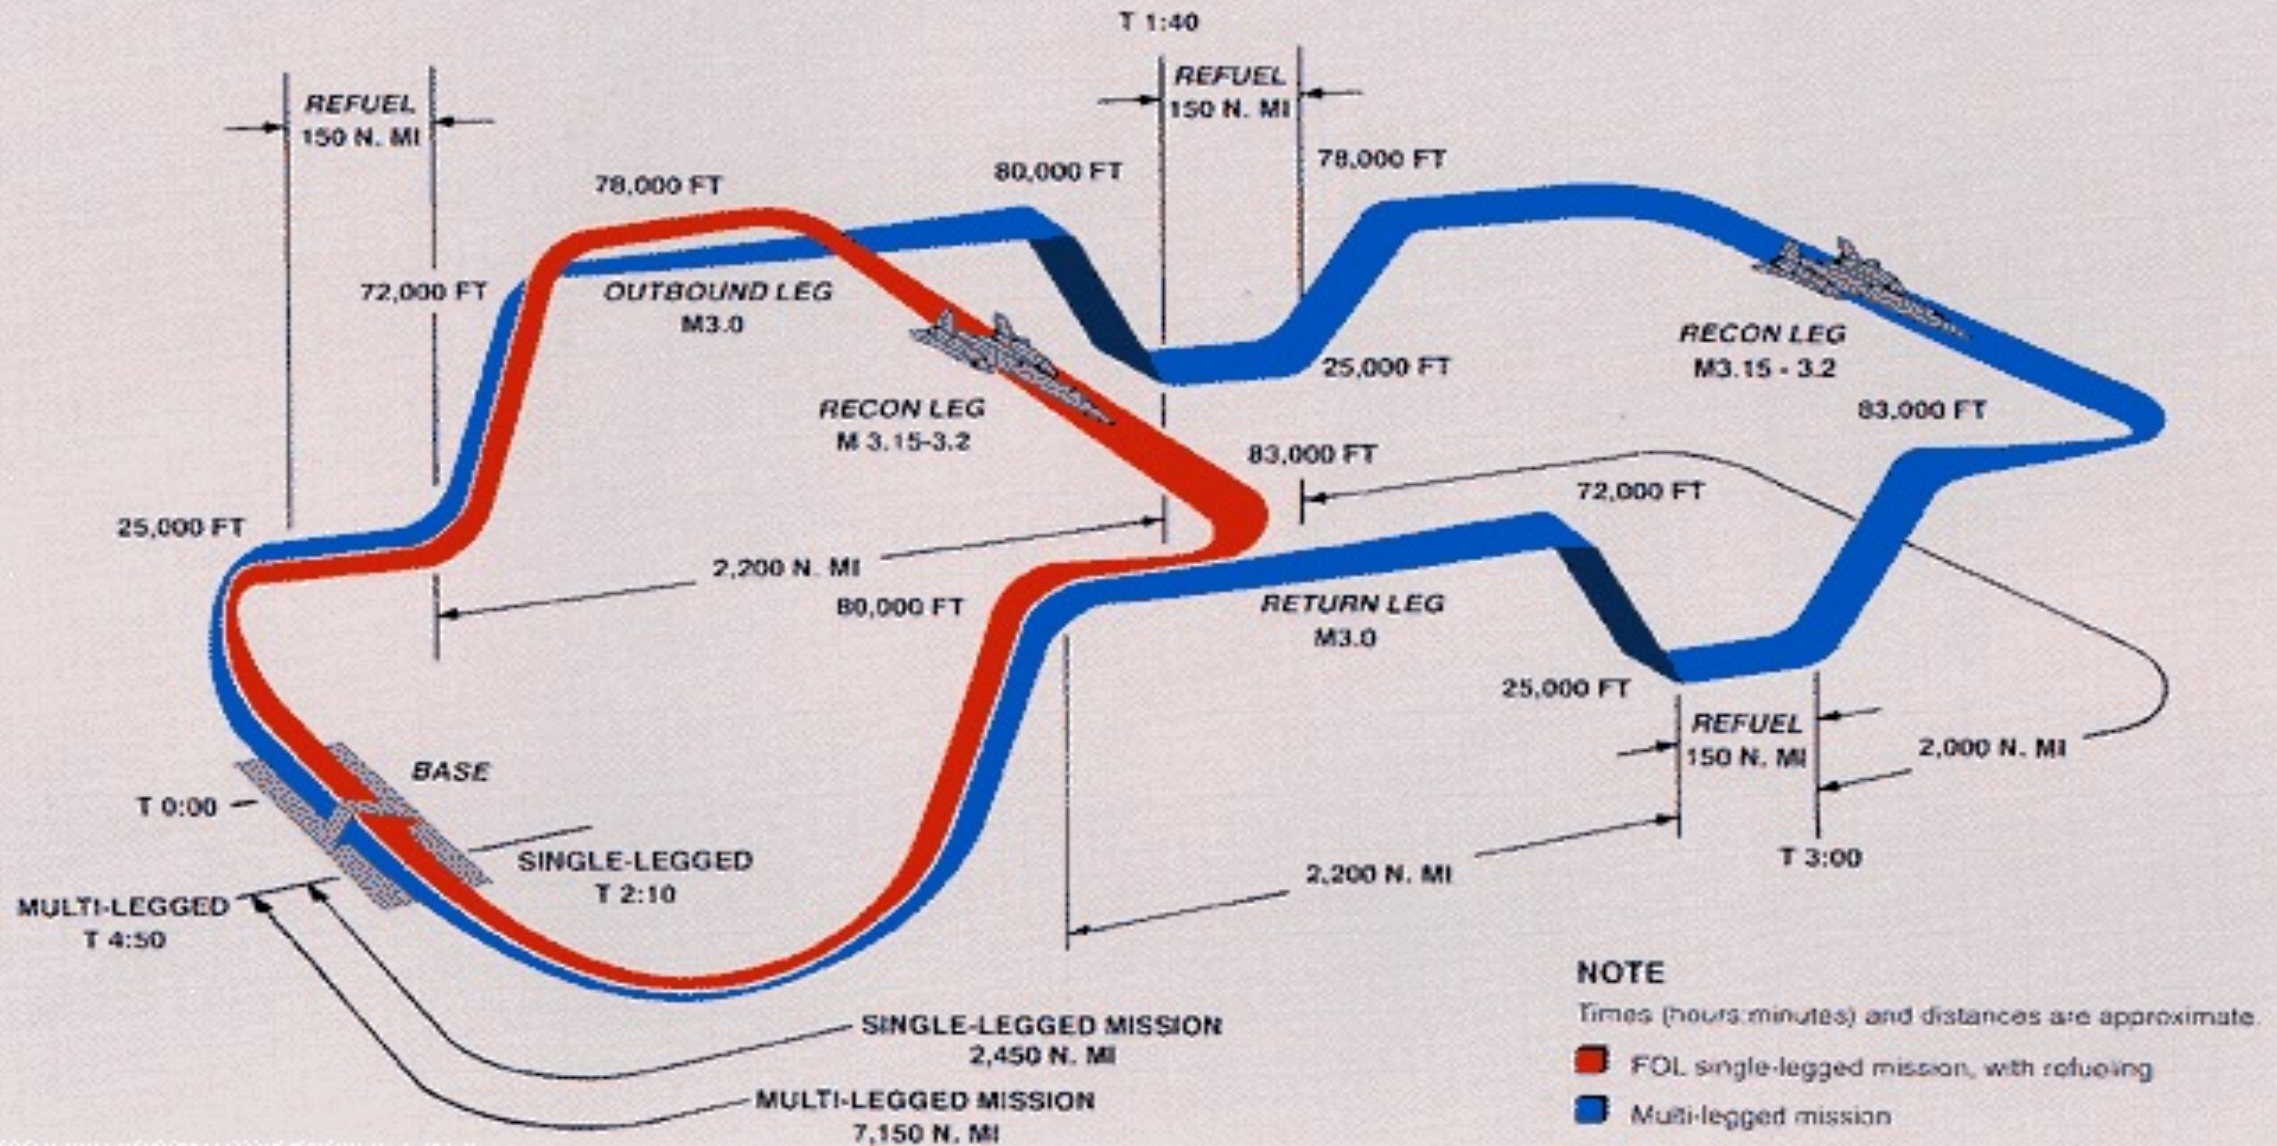 T 1:40
REFUEL
150 N. MI
REFUEL
150 N. MI
78,000 FT
80,000 FT
78,000 FT
72,000 FT
OUTBOUND LEG
M3.0
RECON LEG
M3.15 - 3.2
25,000 FT
RECON LEG
M 3.15-3.2
83,000 FT
83,000 FT
72,000 FT
25,000 FT
2,200 N. MI
80,000 FT
RETURN LEG
M3.0
25,000 FT
REFUEL
150 N. MI
2,000 N. MI
BASE
T 0:00
SINGLE-LEGGED
T 2:10
T 3:00
2,200 N. MI
MULTI-LEGGED
T 4:50
SINGLE-LEGGED MISSION
2,450 N. MI
MULTI-LEGGED MISSION
7,150 N. MI
NOTE
Times (hours:minutes) and distances are approximate.
FOL single-legged mission, with refueling
Multi-legged mission